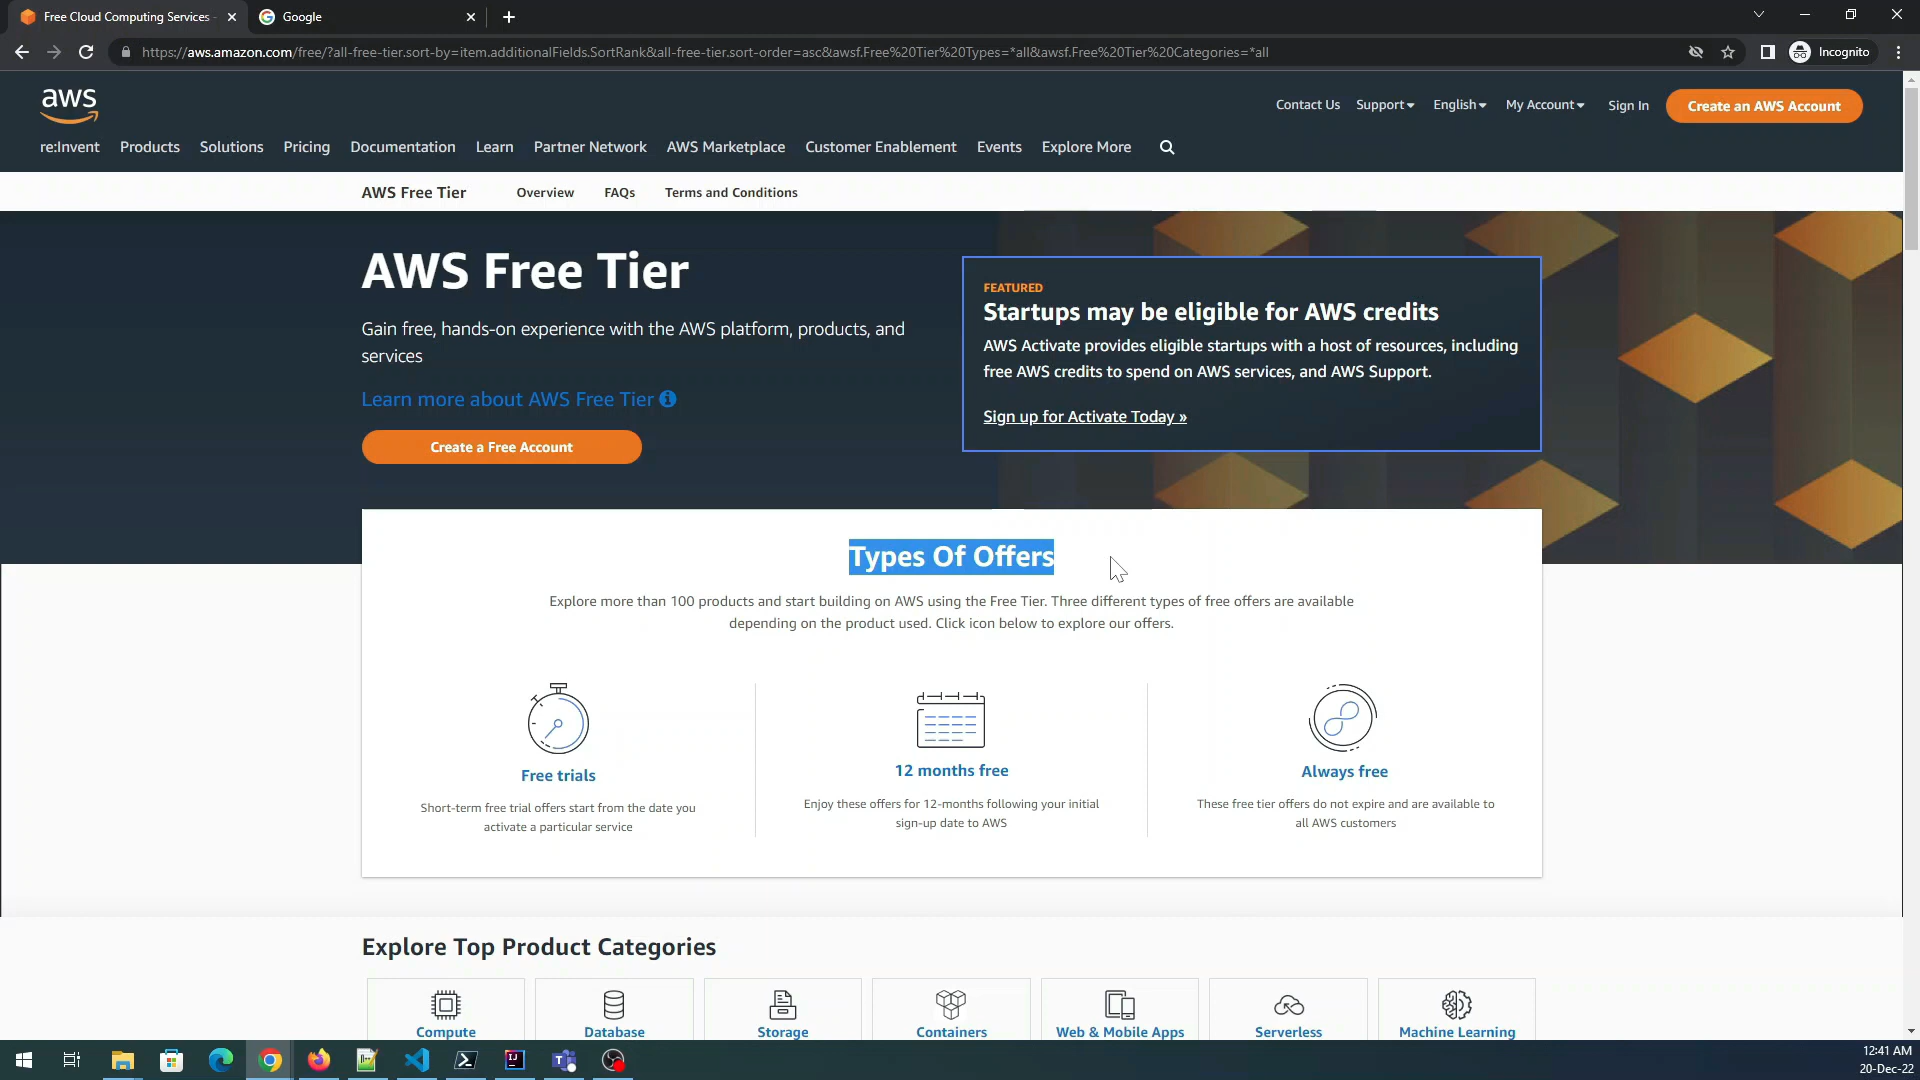 Free Cloud Computing Services -
Google
https://aws.amazon.com/free/?all-free-tier.sort-by=item.additionalFields.SortRank&all-free-tier.sort-order=asc&awsf.Free%20Tier%20Types=*all&awsf.Free%20Tier%20Categories=*all
Incognito
aws
Contact Us Support English My Account Sign In Create an AWS Account
re:Invent Products Solutions Pricing Documentation Learn Partner Network AWS Marketplace Customer Enablement Events Explore More
AWS Free Tier Overview FAQs Terms and Conditions
AWS Free Tier
Gain free, hands-on experience with the AWS platform, products, and
services
Learn more about AWS Free Tier
Create a Free Account
FEATURED
Startups may be eligible for AWS credits
AWS Activate provides eligible startups with a host of resources, including
free AWS credits to spend on AWS services, and AWS Support.
Sign up for Activate Today »
Types Of Offers
Explore more than 100 products and start building on AWS using the Free Tier. Three different types of free offers are available
depending on the product used. Click icon below to explore our offers.
Free trials
Short-term free trial offers start from the date you
activate a particular service
12 months free
Enjoy these offers for 12-months following your initial
sign-up date to AWS
Always free
These free tier offers do not expire and are available to
all AWS customers
Explore Top Product Categories
Compute Database Storage Containers Web & Mobile Apps Serverless Machine Learning
12:41 AM
20-Dec-22